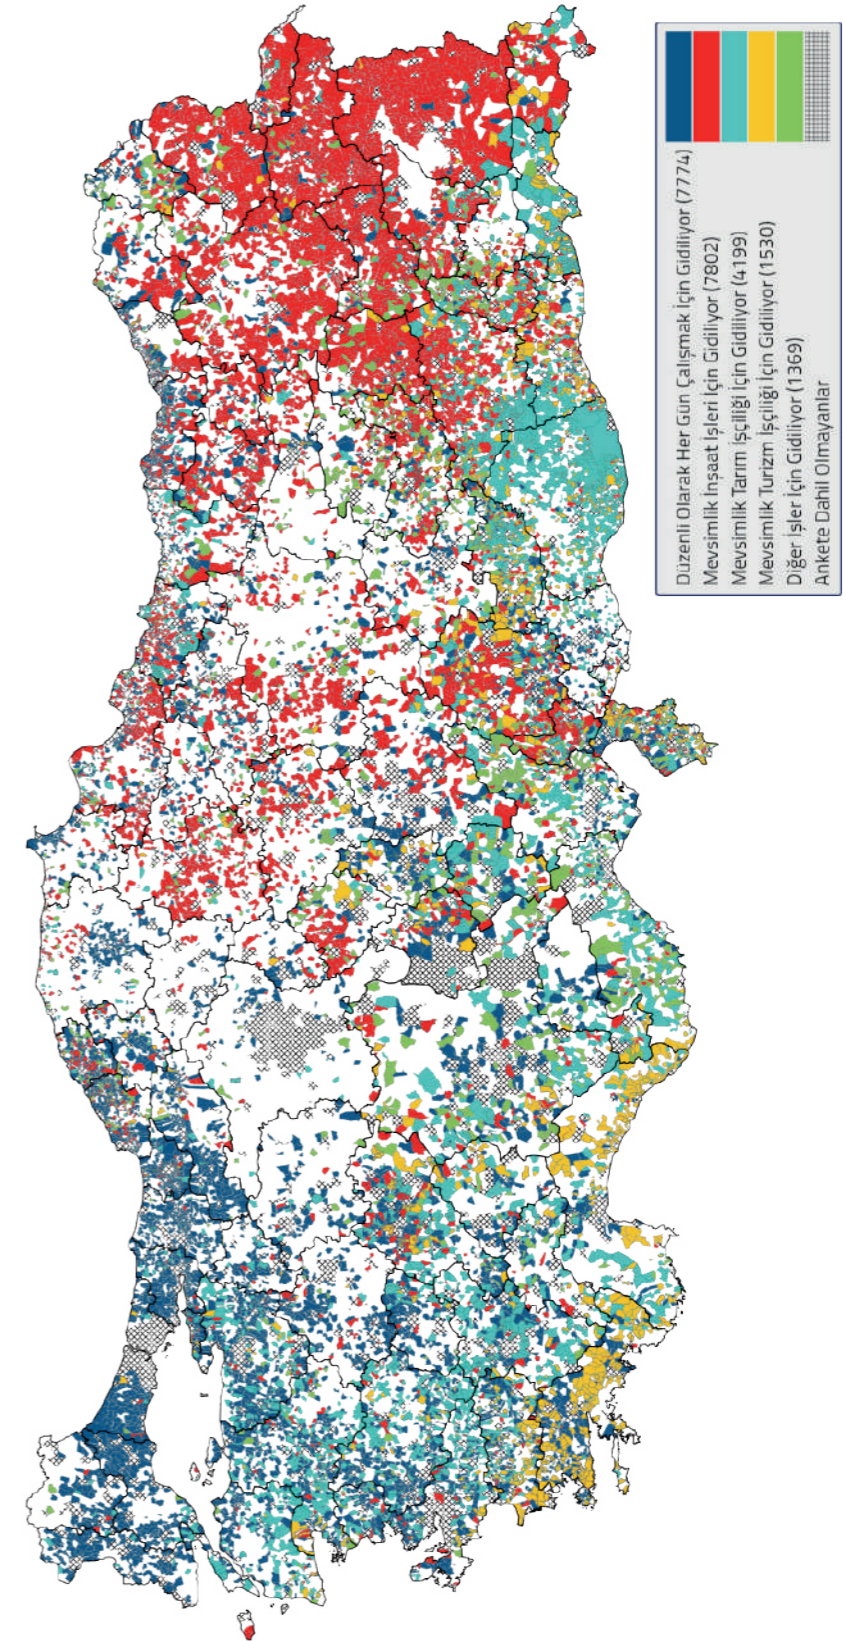 Düzenli Olarak Her Gün Çalışmak İçin Gidiliyor (7774)
Mevsimlik İnşaat İşleri İçin Gidiliyor (7802)
Mevsimlik Tarım İşçiliği İçin Gidiliyor (4199)
Mevsimlik Turizm İşçiliği İçin Gidiliyor (1530)
Diğer İşler İçin Gidiliyor (1369)
Ankete Dahil Olmayanlar